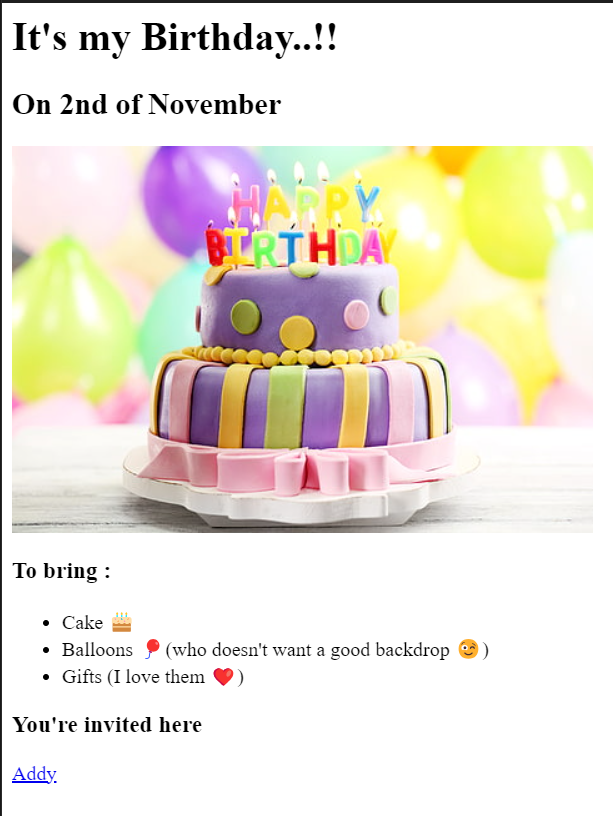 It's my Birthday..!!
On 2nd of November
HAPPY
BIRTHDAY
To bring :
Cake 🎂
Balloons 🎈(who doesn't want a good backdrop 😉)
Gifts (I love them ❤️)
You're invited here
Addy